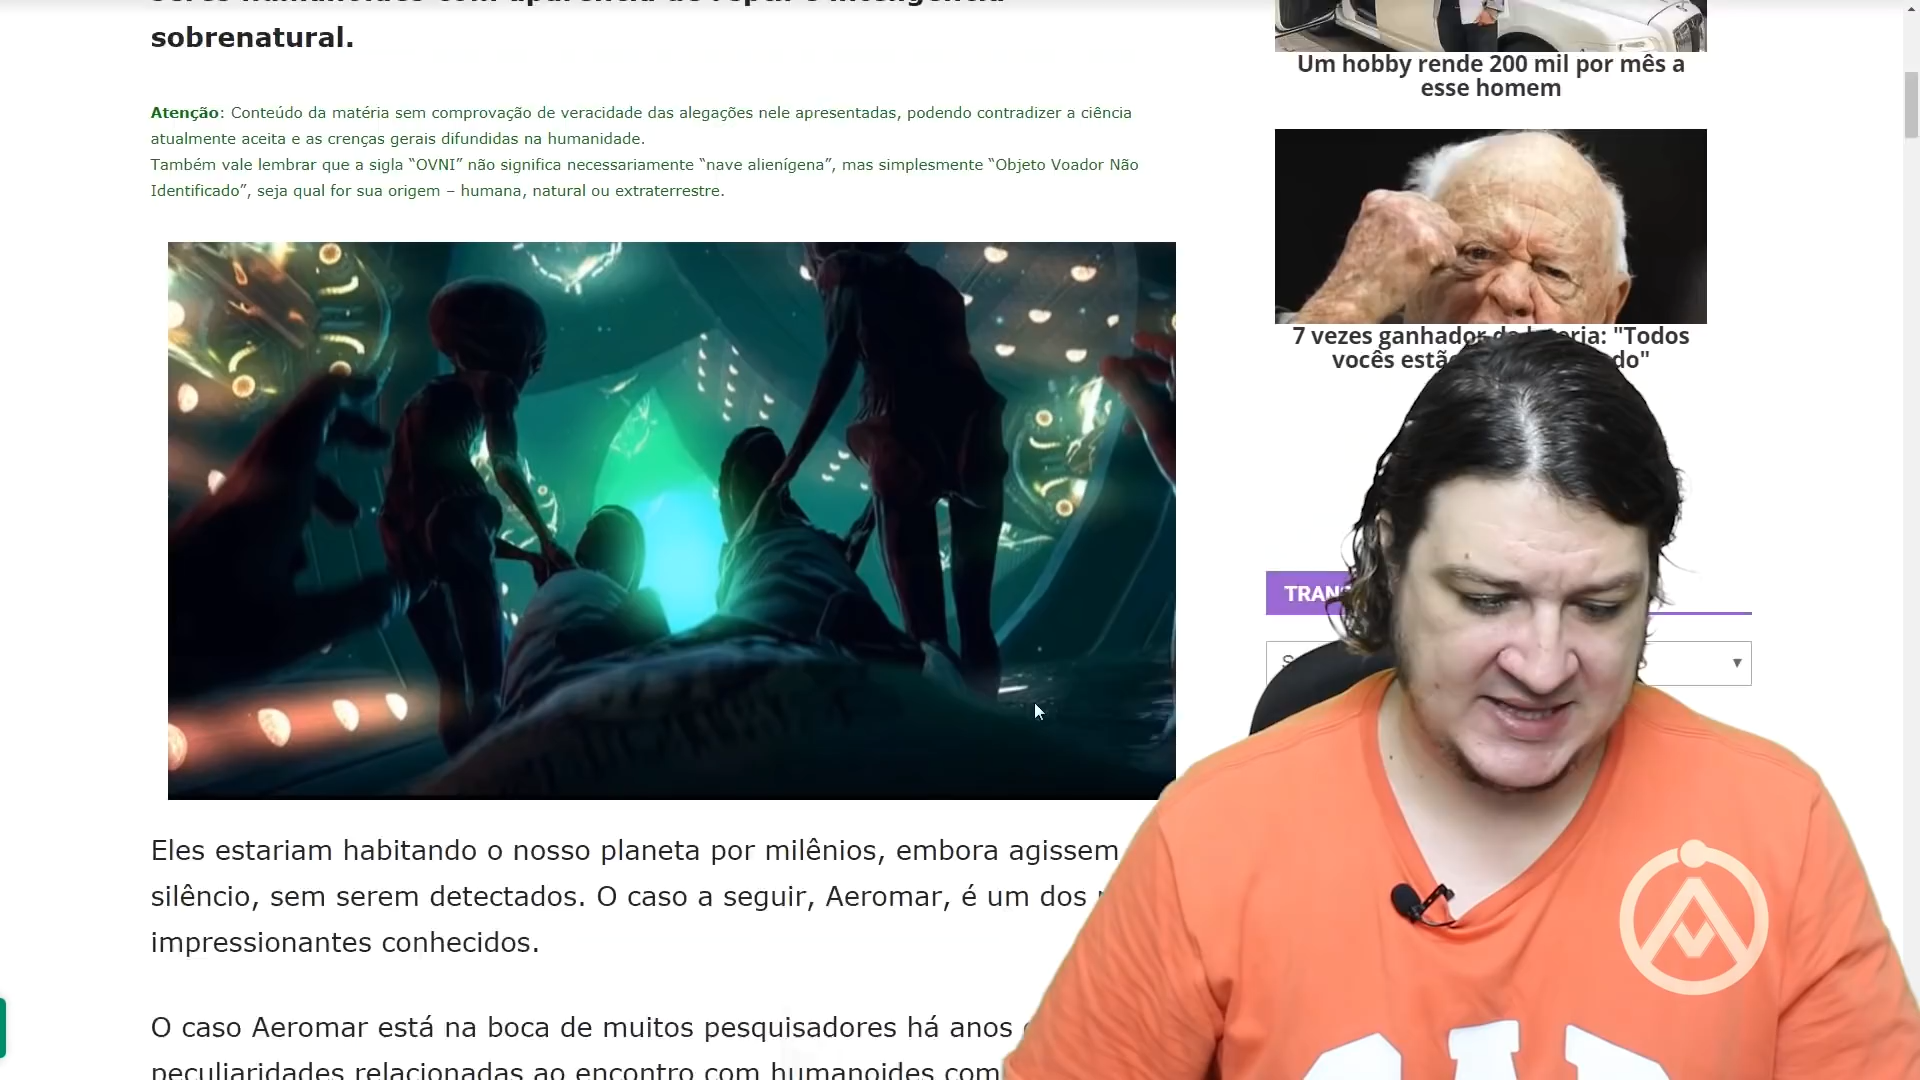 sobrenatural.
Atenção: Conteúdo da matéria sem comprovação de veracidade das alegações nele apresentadas, podendo contradizer a ciência
atualmente aceita e as crenças gerais difundidas na humanidade.
Também vale lembrar que a sigla “OVNI” não significa necessariamente “nave alienígena”, mas simplesmente “Objeto Voador Não
Identificado”, seja qual for sua origem – humana, natural ou extraterrestre.
Eles estariam habitando o nosso planeta por milênios, embora agissem
silêncio, sem serem detectados. O caso a seguir, Aeromar, é um dos
impressionantes conhecidos.
O caso Aeromar está na boca de muitos pesquisadores há anos
peculiaridades relacionadas ao encontro com humanoides com
Um hobby rende 200 mil por mês a
esse homem
7 vezes ganhador "Todos
vocês
GAP